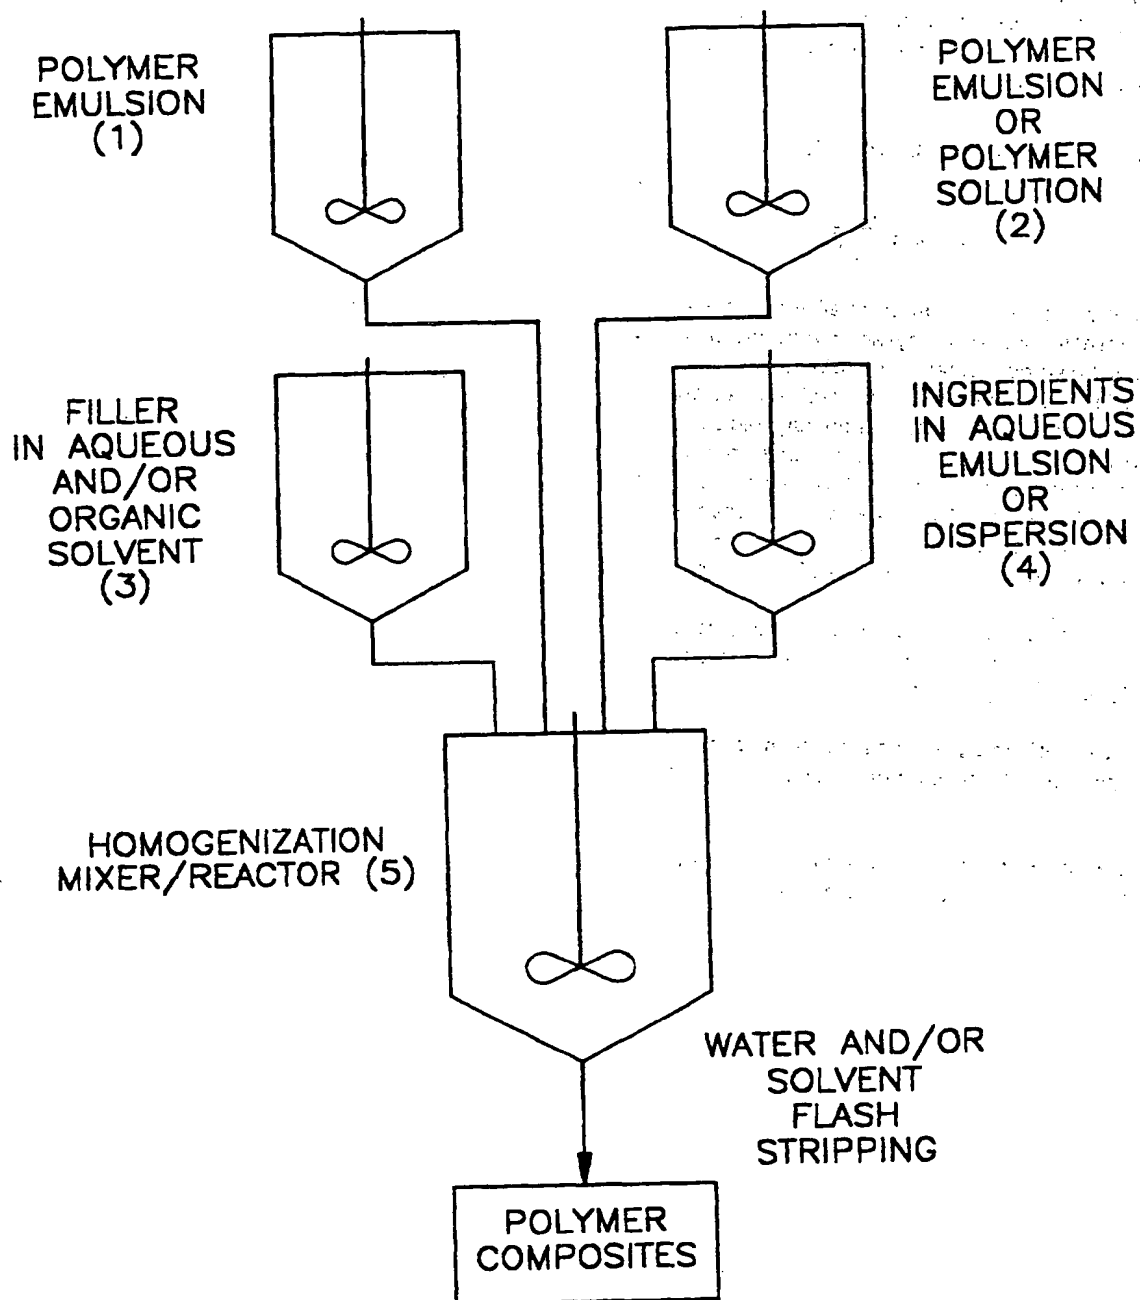 POLYMER
EMULSION
(1)
POLYMER
EMULSION
OR
POLYMER
SOLUTION
(2)
FILLER
IN AQUEOUS
AND/OR
ORGANIC
SOLVENT
(3)
INGREDIENTS
IN AQUEOUS
EMULSION
OR
DISPERSION
(4)
HOMOGENIZATION
MIXER/REACTOR (5)
WATER AND/OR
SOLVENT
FLASH
STRIPPING
POLYMER
COMPOSITES